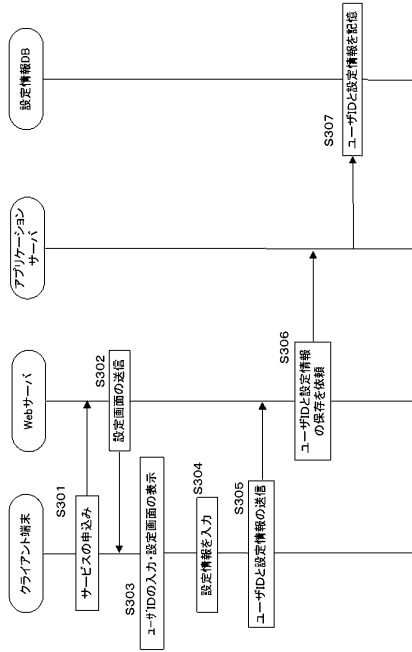 クライアント端末
Webサーバ
アプリケーション
サーバ
設定情報DB
S301
サービスの申込み
S302
設定画面の送信
S303
ユーザIDの入力・設定画面の表示
S304
設定情報を入力
S305
ユーザIDと設定情報の送信
S306
ユーザIDと設定情報
の保存を依頼
S307
ユーザIDと設定情報を記憶